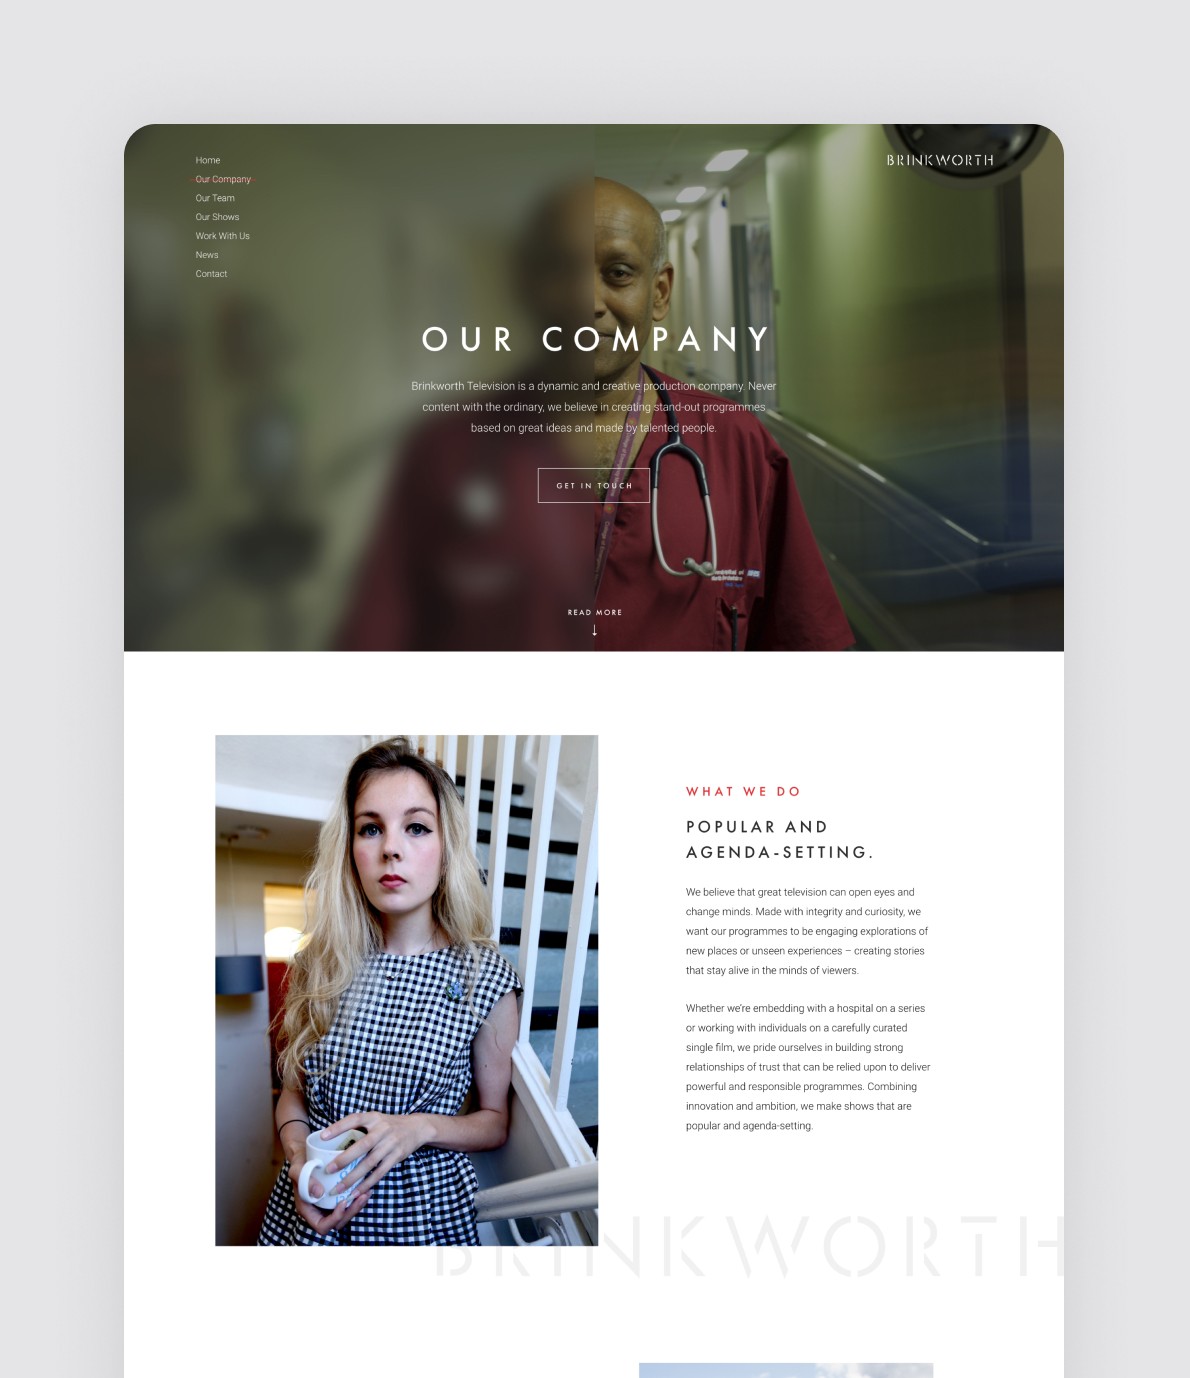 Home
Our Company
Our Team
Our Shows
Work With Us
News
Contact
BRINKWORTH
OUR COMPANY
Brinkworth Television is a dynamic and creative production company. Never
content with the ordinary, we believe in creating stand-out programmes
based on great ideas and made by talented people.
GET IN TOUCH
READ MORE
WHAT WE DO
POPULAR AND
AGENDA-SETTING.
We believe that great television can open eyes and
change minds. Made with integrity and curiosity, we
want our programmes to be engaging explorations of
new places or unseen experiences – creating stories
that stay alive in the minds of viewers.
Whether we're embedding with a hospital on a series
or working with individuals on a carefully curated
single film, we pride ourselves in building strong
relationships of trust that can be relied upon to deliver
powerful and responsible programmes. Combining
innovation and ambition, we make shows that are
popular and agenda-setting.
BRINKWORTH